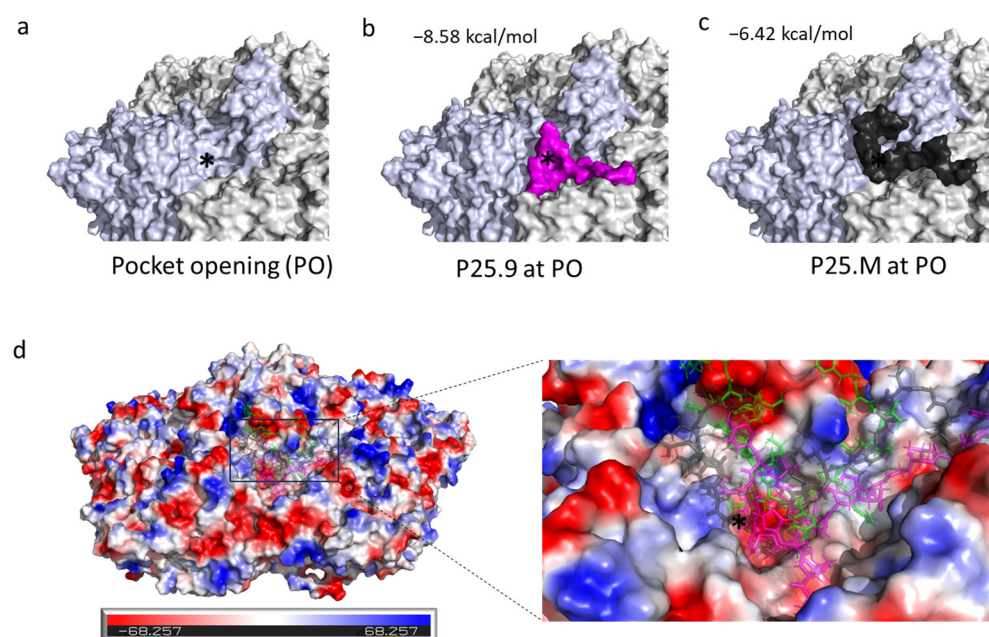 a
b
c
−8.58 kcal/mol
−6.42 kcal/mol
*
*
*
Pocket opening (PO)
P25.9 at PO
P25.M at PO
d
*
-68.257
68.257